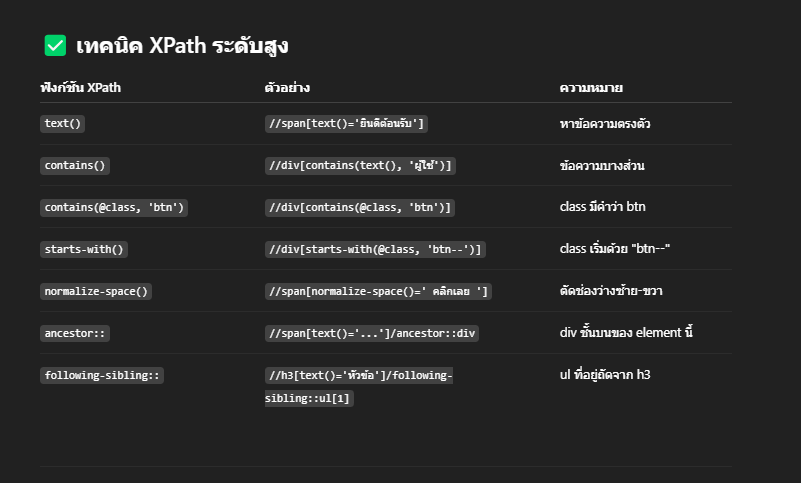 ✅ เทคนิค XPath ระดับสูง
ฟังก์ชัน XPath ตัวอย่าง ความหมาย
text() //span[text()='ยินดีต้อนรับ'] หาข้อความตรงตัว
contains() //div[contains(text(), 'ผู้ใช้')] ข้อความบางส่วน
contains(@class, 'btn') //div[contains(@class, 'btn')] class มีคำว่า btn
starts-with() //div[starts-with(@class, 'btn--')] class เริ่มด้วย "btn--"
normalize-space() //span[normalize-space()=' คลิกเลย '] ตัดช่องว่างซ้าย-ขวา
ancestor:: //span[text()='...']/ancestor::div div ชั้นบนของ element นี้
following-sibling:: //h3[text()='หัวข้อ']/following- ul ที่อยู่ถัดจาก h3
sibling::ul[1]